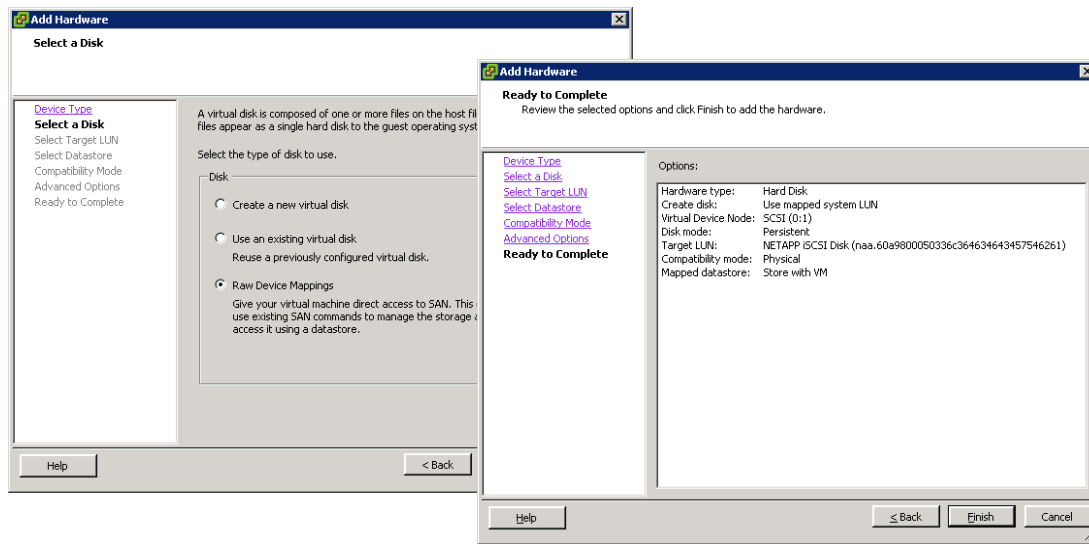 Add Hardware
Select a Disk
Device Type
Select a Disk
Select Target LUN
Select Datastore
Compatibility Mode
Advanced Options
Ready to Complete
A virtual disk is composed of one or more files on the host
files appear as a single hard disk to the guest operating
Select the type of disk to use.
Disk
Create a new virtual disk
Use an existing virtual disk
Reuse a previously configured virtual disk.
Raw Device Mappings
Give your virtual machine direct access to SAN. This
use existing SAN commands to manage the storage
access it using a datastore.
Help
< Back
Add Hardware
Ready to Complete
Review the selected options and click Finish to add the hardware.
Device Type
Select a Disk
Select Target LUN
Select Datastore
Compatibility Mode
Advanced Options
Ready to Complete
Options:
Hardware type: Hard Disk
Create disk: Use mapped system LUN
Virtual Device Node: SCSI (0:1)
Disk mode: Persistent
Target LUN: NETAPP iSCSI Disk (naa.60a9800050336c364634643457546261)
Compatibility mode: Physical
Mapped datastore: Store with VM
Help
< Back
Finish
Cancel